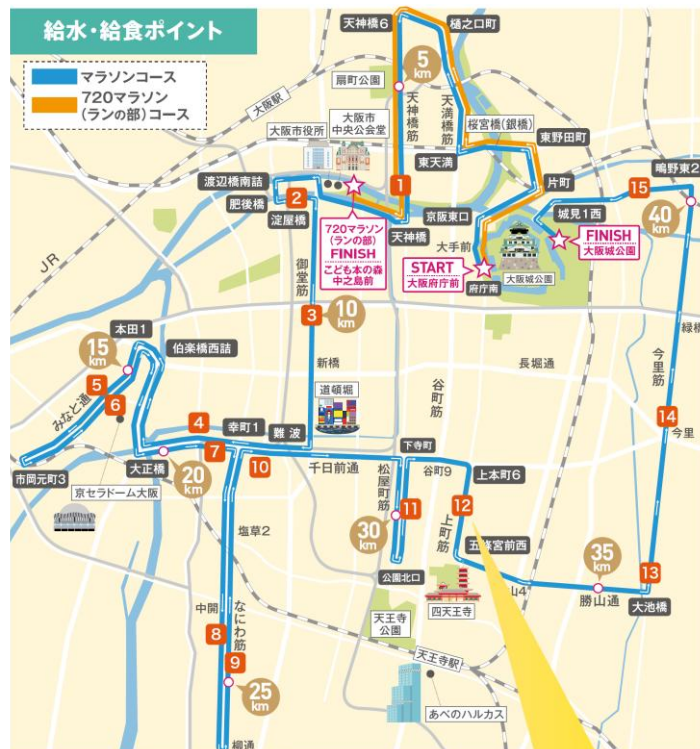 給水・給食ポイント
マラソンコース
720マラソン
(ランの部)コース
天神橋6
樋之口町
5
km
扇町公園
天神橋筋
天満橋筋
大阪駅
大阪市役所
大阪市
中央公会堂
桜宮橋(銀橋)
東野田町
東天満
片町
鴫野東2
渡辺橋南詰
1
15
肥後橋
2
淀屋橋
京阪東口
城見1西
40
km
720マラソン
(ランの部)
FINISH
こども本の森
中之島前
天神橋
大手前
FINISH
大阪城公園
START
大阪府庁前
府庁南
大阪城公園
JR
御堂筋
3
10
km
緑橋
本田1
15
km
伯楽橋西詰
新橋
長堀通
今里筋
5
みなと通
6
道頓堀
谷町筋
4
幸町1
難波
14
今里
市岡元町3
大正橋
7
10
千日前通
下寺町
谷町9
上本町6
20
km
京セラドーム大阪
松屋町筋
11
12
塩草2
30
km
上町筋
35
km
13
公園北口
四天王寺
勝山通
大池橋
中開
なにわ筋
天王寺
公園
8
9
天王寺駅
25
km
あべのハルカス